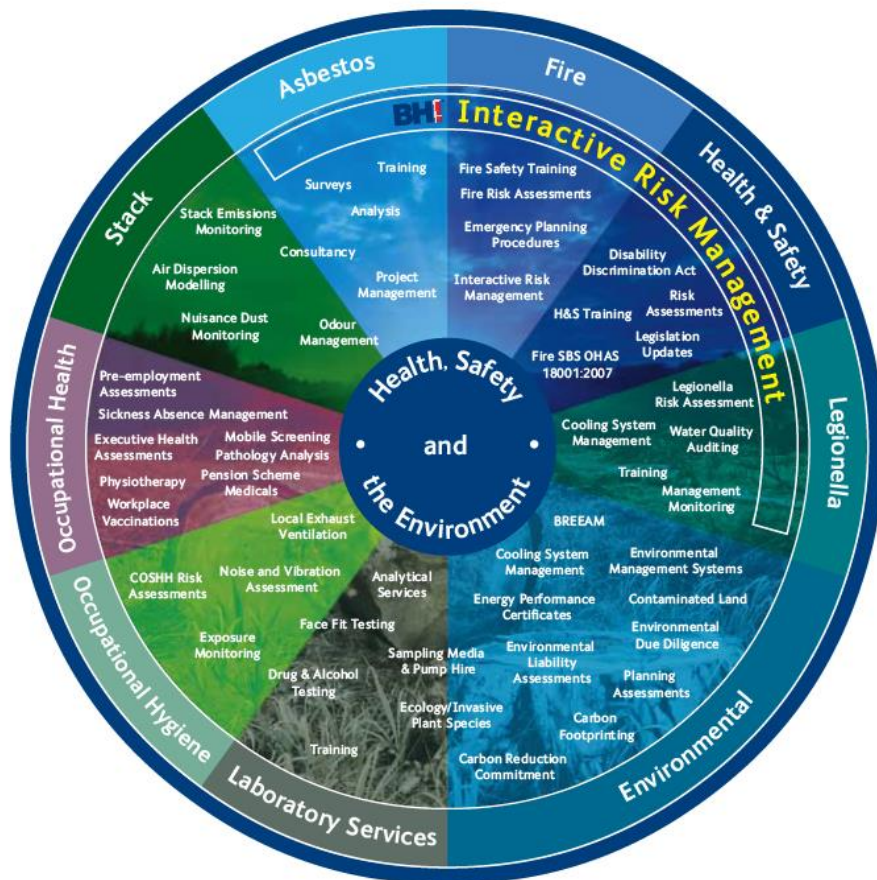 Asbestos
Fire
Health & Safety
Legionella
Environmental
Laboratory Services
Occupational Hygiene
Occupational Health
Stack
BH
Interactive Risk Management
Training
Surveys
Analysis
Consultancy
Project
Management
Fire Safety Training
Fire Risk Assessments
Emergency Planning
Procedures
Interactive Risk
Management
Disability
Discrimination Act
Risk
Assessments
H&S Training
Legislation
Updates
Fire SBS OHAS
18001:2007
Legionella
Risk Assessment
Cooling System
Management
Water Quality
Auditing
Training
Management
Monitoring
BREEAM
Cooling System
Management
Environmental
Management Systems
Energy Performance
Certificates
Contaminated Land
Environmental
Due Diligence
Environmental
Liability
Assessments
Planning
Assessments
Carbon
Footprinting
Carbon Reduction
Commitment
Analytical
Services
Face Fit Testing
Sampling Media
& Pump Hire
Drug & Alcohol
Testing
Ecology/Invasive
Plant Species
Training
Local Exhaust
Ventilation
COSHH Risk
Assessments
Noise and Vibration
Assessment
Exposure
Monitoring
Pre-employment
Assessments
Sickness Absence Management
Executive Health
Assessments
Mobile Screening
Pathology Analysis
Physiotherapy
Pension Scheme
Medicals
Workplace
Vaccinations
Stack Emissions
Monitoring
Air Dispersion
Modelling
Nuisance Dust
Monitoring
Odour
Management
Health, Safety
• and •
the Environment